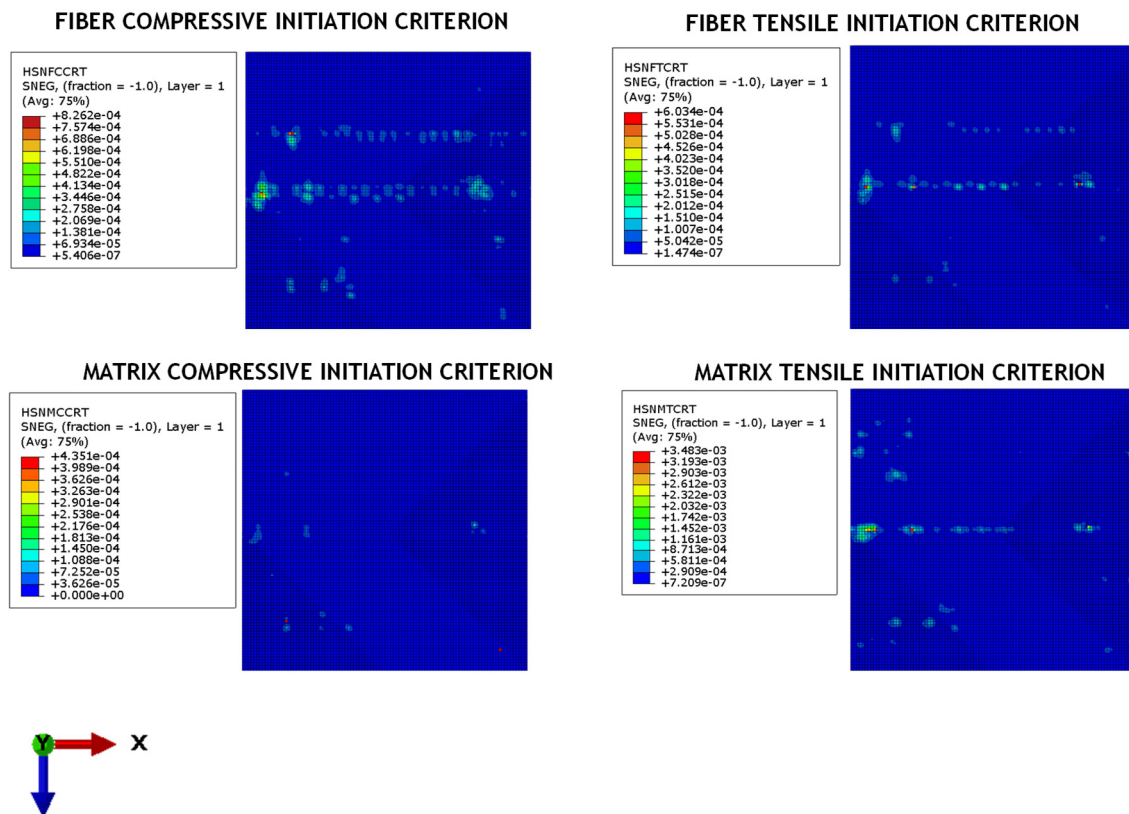 FIBER COMPRESSIVE INITIATION CRITERION
HSNFCCRT
SNEG, (fraction = -1.0), Layer = 1
(Avg: 75%)
+8.262e-04
+7.574e-04
+6.886e-04
+6.198e-04
+5.510e-04
+4.822e-04
+4.134e-04
+3.446e-04
+2.758e-04
+2.069e-04
+1.381e-04
+6.934e-05
+5.406e-07
FIBER TENSILE INITIATION CRITERION
HSNFTCRT
SNEG, (fraction = -1.0), Layer = 1
(Avg: 75%)
+6.034e-04
+5.531e-04
+5.028e-04
+4.526e-04
+4.023e-04
+3.520e-04
+3.018e-04
+2.515e-04
+2.012e-04
+1.510e-04
+1.007e-04
+5.042e-05
+1.474e-07
MATRIX COMPRESSIVE INITIATION CRITERION
HSNMCCRT
SNEG, (fraction = -1.0), Layer = 1
(Avg: 75%)
+4.351e-04
+3.989e-04
+3.626e-04
+3.263e-04
+2.901e-04
+2.538e-04
+2.176e-04
+1.813e-04
+1.450e-04
+1.088e-04
+7.252e-05
+3.626e-05
+0.000e+00
MATRIX TENSILE INITIATION CRITERION
HSNMTCRT
SNEG, (fraction = -1.0), Layer = 1
(Avg: 75%)
+3.483e-03
+3.193e-03
+2.903e-03
+2.612e-03
+2.322e-03
+2.032e-03
+1.742e-03
+1.452e-03
+1.161e-03
+8.713e-04
+5.811e-04
+2.909e-04
+7.209e-07
Y
X